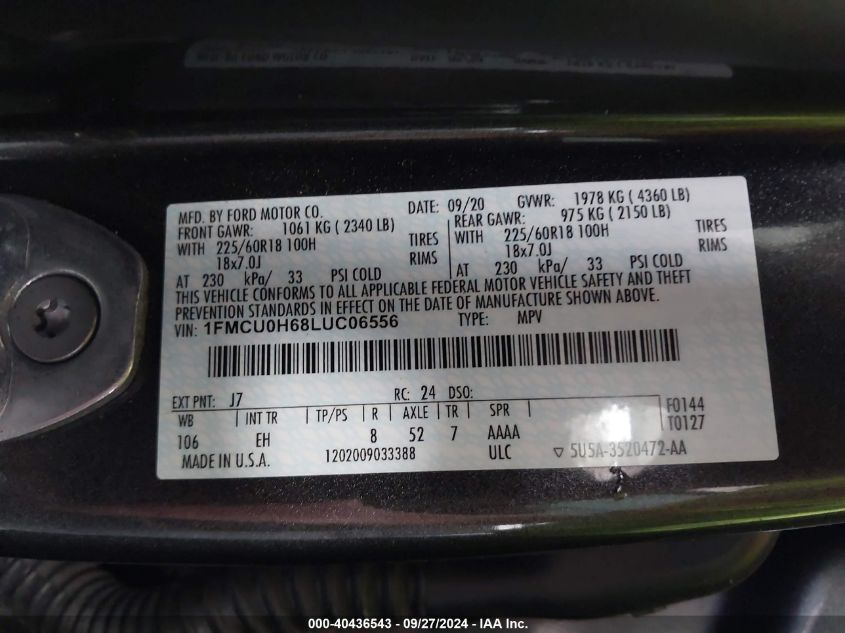 MFD. BY FORD MOTOR CO. DATE: 09/20 GVWR: 1978 KG ( 4360 LB)
FRONT GAWR: 1061 KG ( 2340 LB) REAR GAWR: 975 KG ( 2150 LB)
WITH 225/60R18 100H TIRES WITH 225/60R18 100H TIRES
18x7.0J RIMS 18x7.0J RIMS
AT 230 kPa/ 33 PSI COLD AT 230 kPa/ 33 PSI COLD
THIS VEHICLE CONFORMS TO ALL APPLICABLE FEDERAL MOTOR VEHICLE SAFETY AND THEFT
PREVENTION STANDARDS IN EFFECT ON THE DATE OF MANUFACTURE SHOWN ABOVE.
VIN: 1FMCU0H68LUC06556 TYPE: MPV
EXT PNT: J7 RC: 24 DSO:
WB INT TR TP/PS R AXLE TR SPR F0144
106 EH 8 52 7 AAAA T0127
MADE IN U.S.A. 1202009033388 ULC ▽ 5U5A-3520472-AA
000-40436543 - 09/27/2024 - IAA Inc.